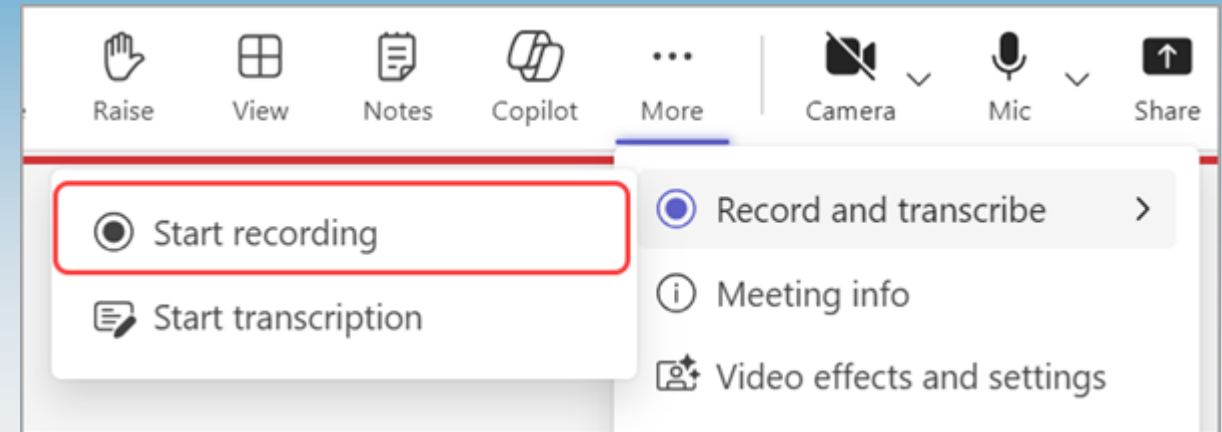 Raise View Notes Copilot More Camera Mic Share
Record and transcribe
Start recording
Meeting info
Start transcription
Video effects and settings